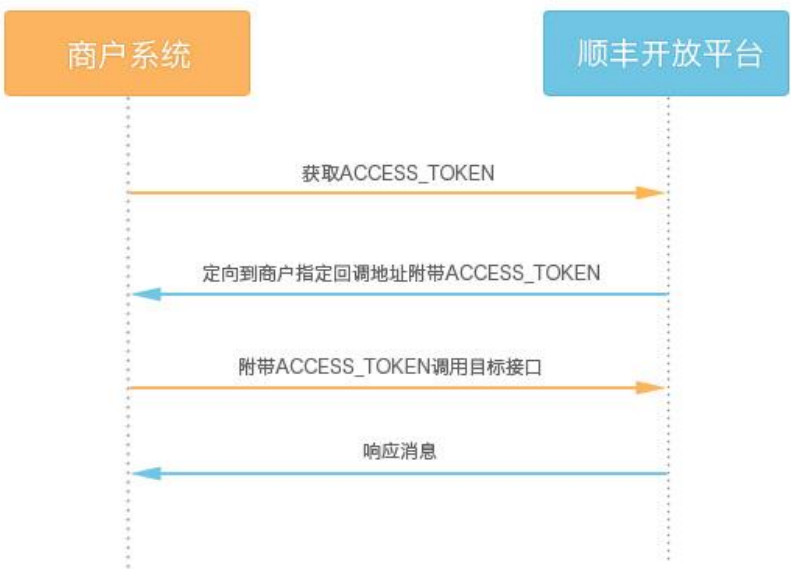 商户系统
顺丰开放平台
获取ACCESS_TOKEN
定向到商户指定回调地址附带ACCESS_TOKEN
附带ACCESS_TOKEN调用目标接口
响应消息